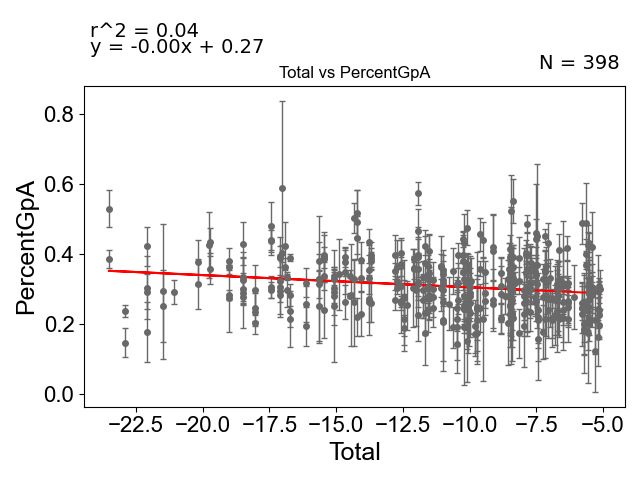 r^2 = 0.04
y = -0.00x + 0.27
N = 398
Total vs PercentGpA
PercentGpA
0.8
0.6
0.4
0.2
0.0
−22.5 −20.0 −17.5 −15.0 −12.5 −10.0 −7.5 −5.0
Total